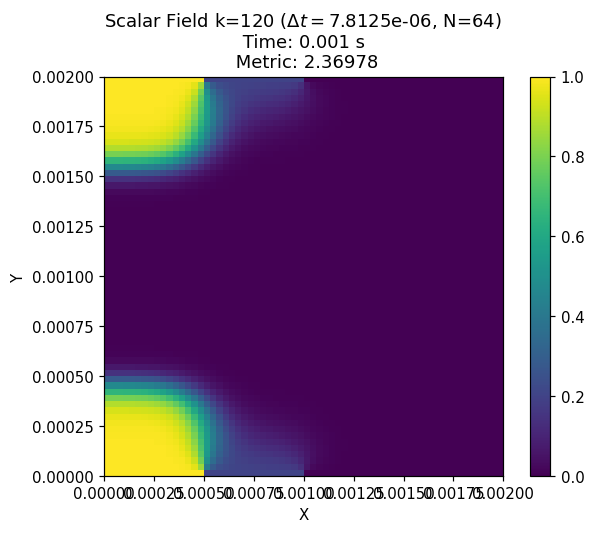 Scalar Field k=120 (Δt = 7.8125e-06, N=64)
Time: 0.001 s
Metric: 2.36978
0.00200
0.00175
0.00150
0.00125
0.00100
0.00075
0.00050
0.00025
0.00000
Y
0.00000 0.00025 0.00050 0.00075 0.00100 0.00125 0.00150 0.00175 0.00200
X
1.0
0.8
0.6
0.4
0.2
0.0